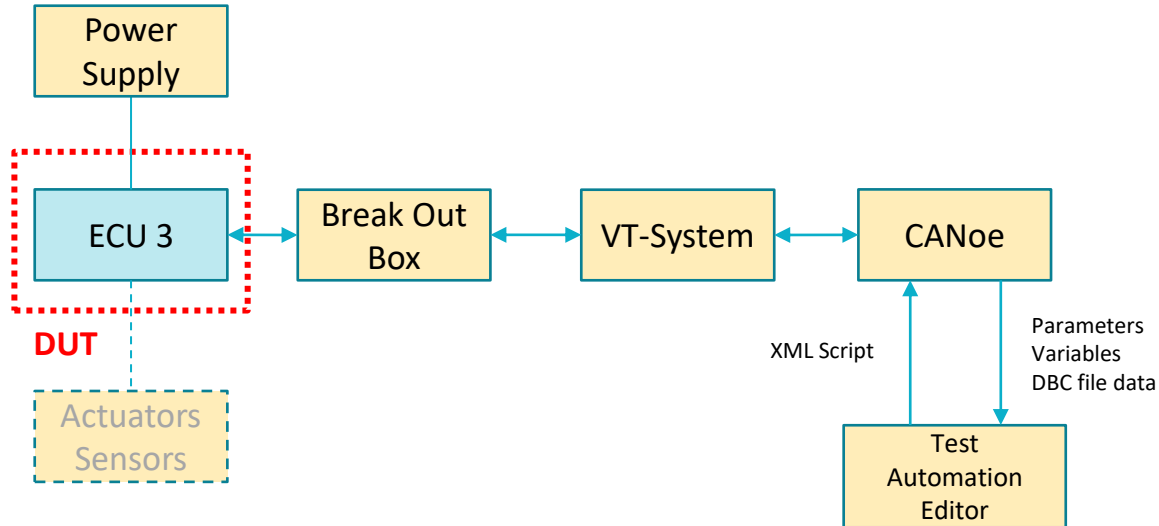 Power
Supply
ECU 3
Break Out
Box
VT-System
CANoe
DUT
XML Script
Parameters
Variables
DBC file data
Actuators
Sensors
Test
Automation
Editor